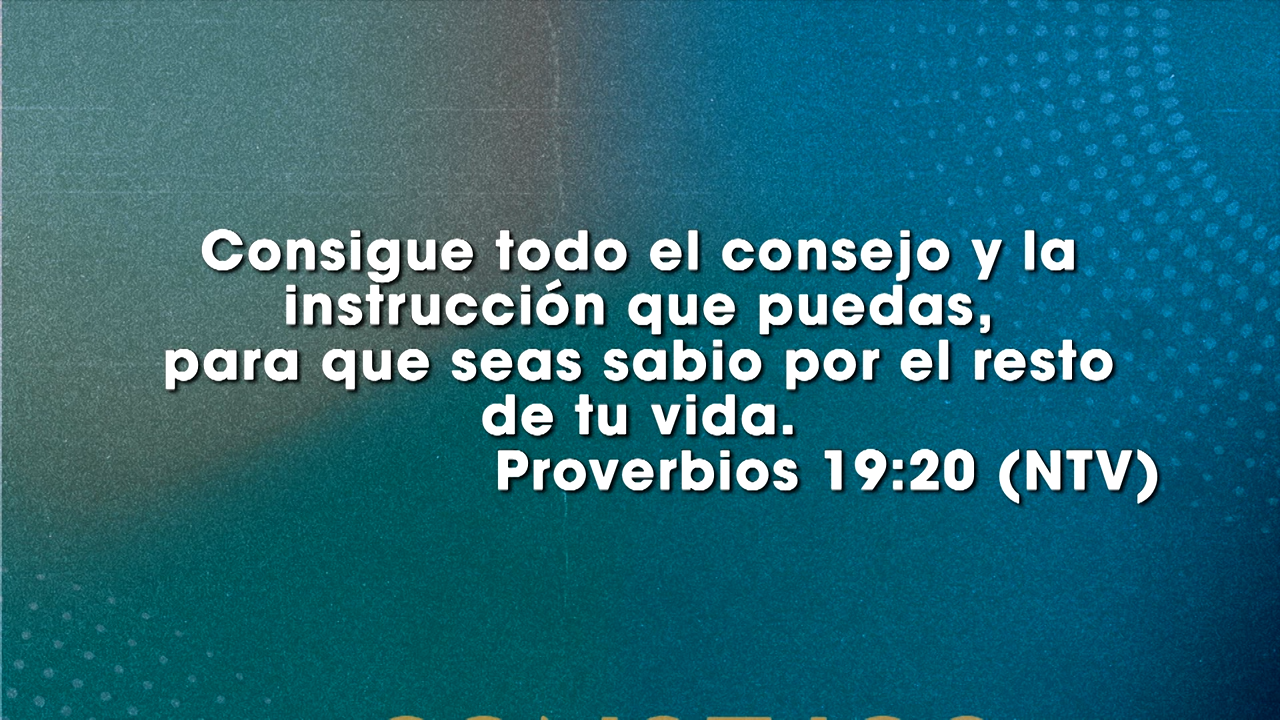 Consigue todo el consejo y la
instrucción que puedas,
para que seas sabio por el resto
de tu vida.
Proverbios 19:20 (NTV)